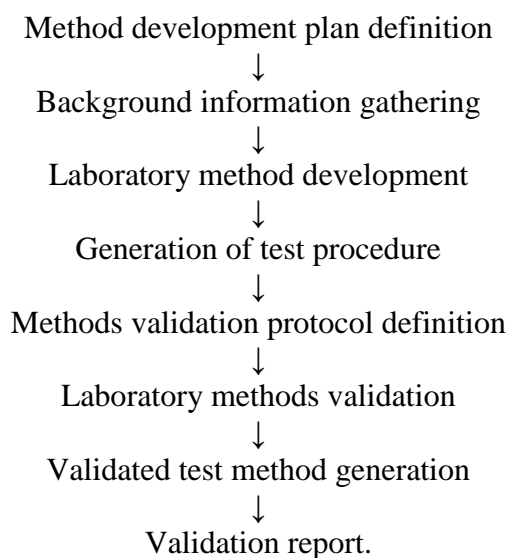 Method development plan definition
↓
Background information gathering
↓
Laboratory method development
↓
Generation of test procedure
↓
Methods validation protocol definition
↓
Laboratory methods validation
↓
Validated test method generation
↓
Validation report.